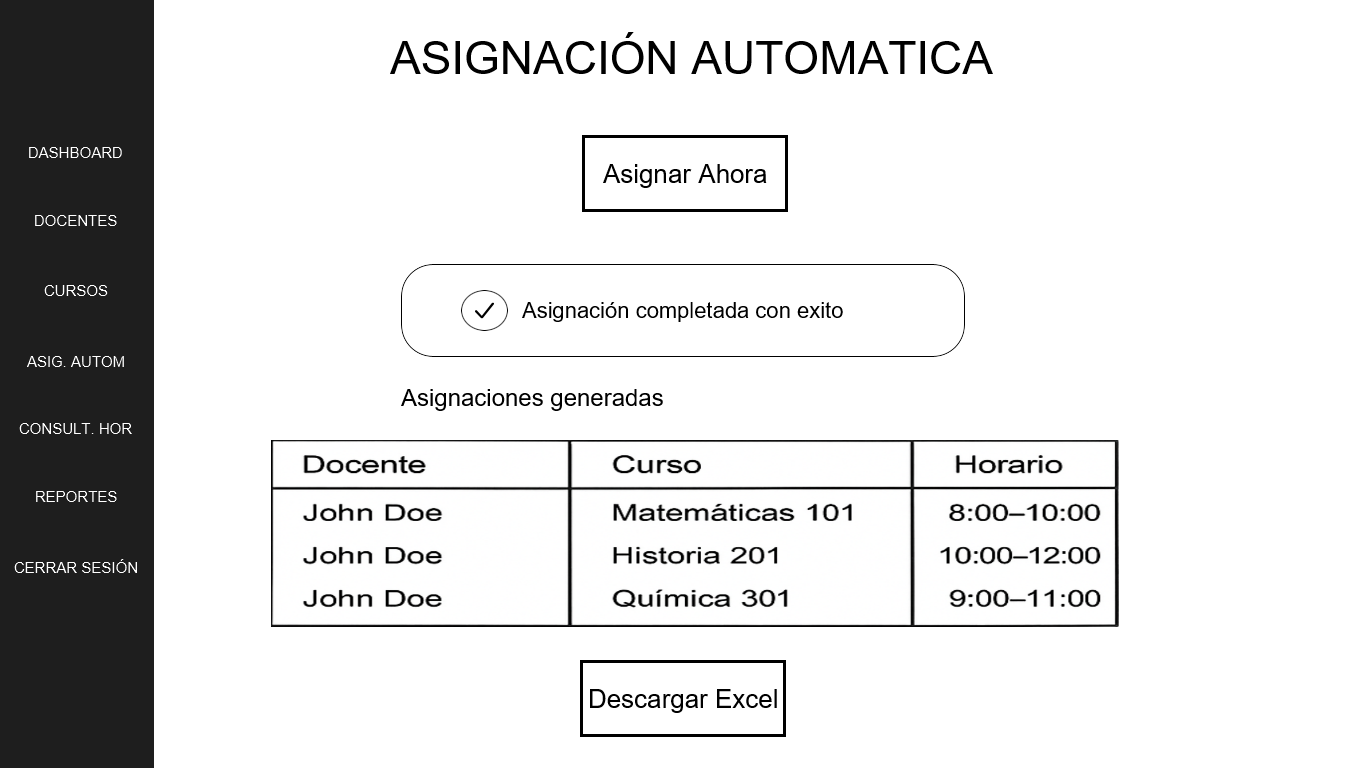 ASIGNACIÓN AUTOMATICA
DASHBOARD
DOCENTES
CURSOS
ASIG. AUTOM
CONSULT. HOR
REPORTES
CERRAR SESIÓN
Asignar Ahora
Asignación completada con exito
Asignaciones generadas
Docente Curso Horario
John Doe Matemáticas 101 8:00–10:00
John Doe Historia 201 10:00–12:00
John Doe Química 301 9:00–11:00
Descargar Excel